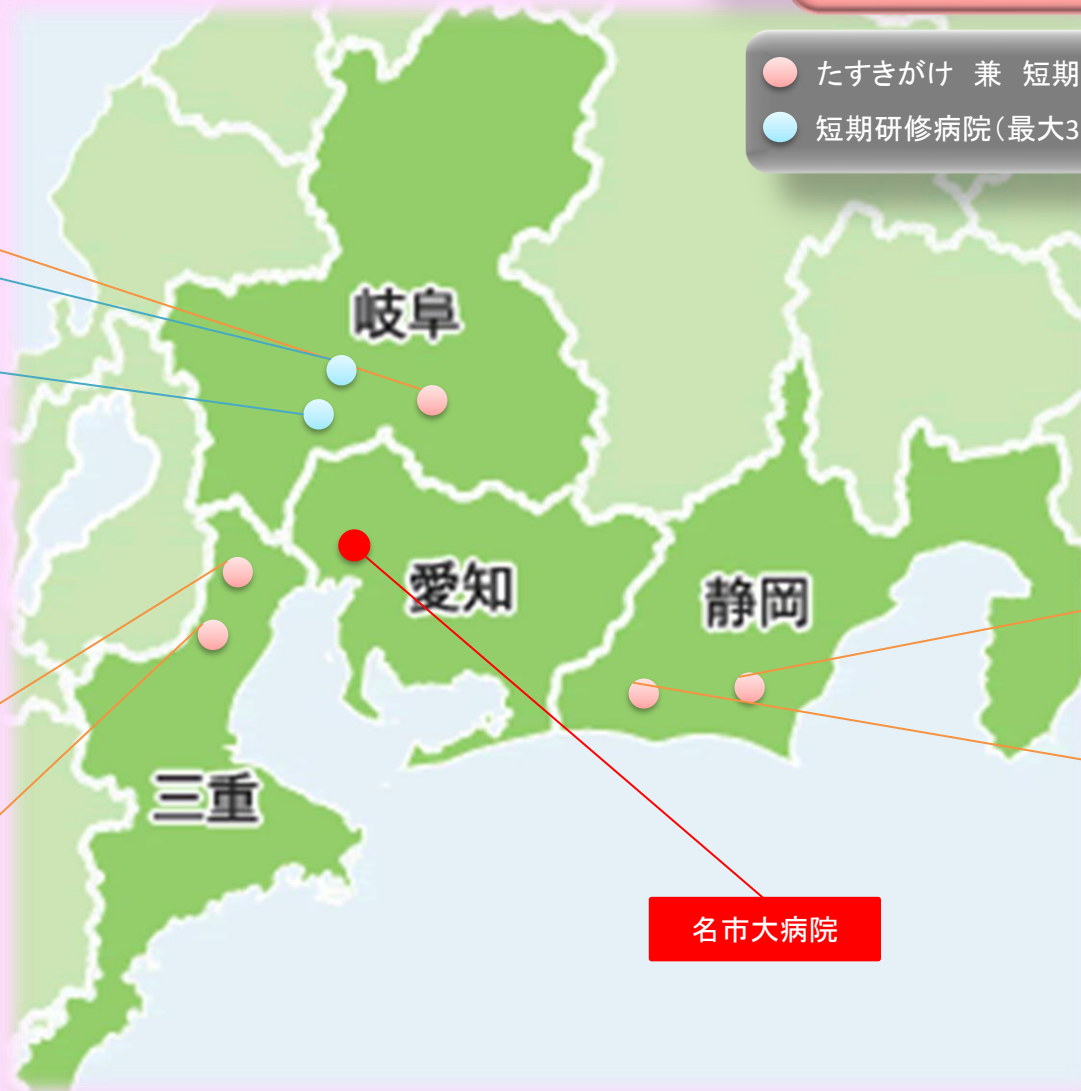 たすきがけ 兼 短期
短期研修病院(最大3
岐阜
愛知
静岡
三重
名市大病院